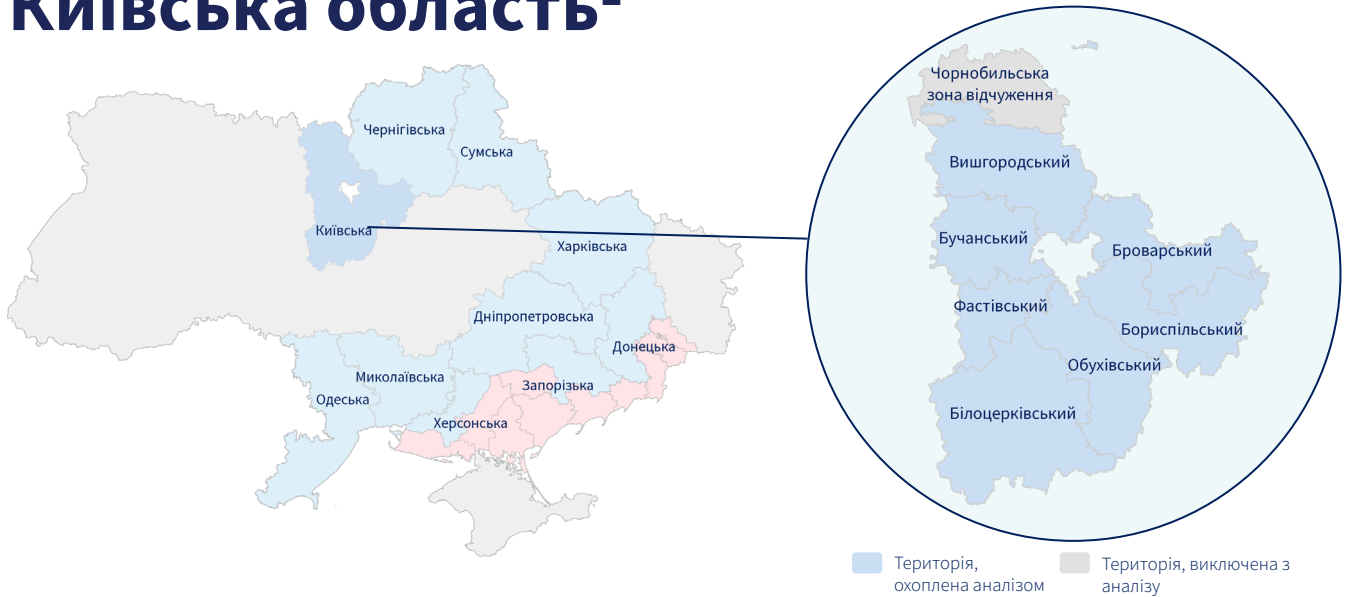 Київська область-
Чернігівська
Сумська
Київська
Харківська
Дніпропетровська
Донецька
Миколаївська
Запорізька
Одеська
Херсонська
Чорнобильська
зона відчуження
Вишгородський
Бучанський
Броварський
Фастівський
Бориспільський
Обухівський
Білоцерківський
Територія,
охоплена аналізом
Територія, виключена з
аналізу